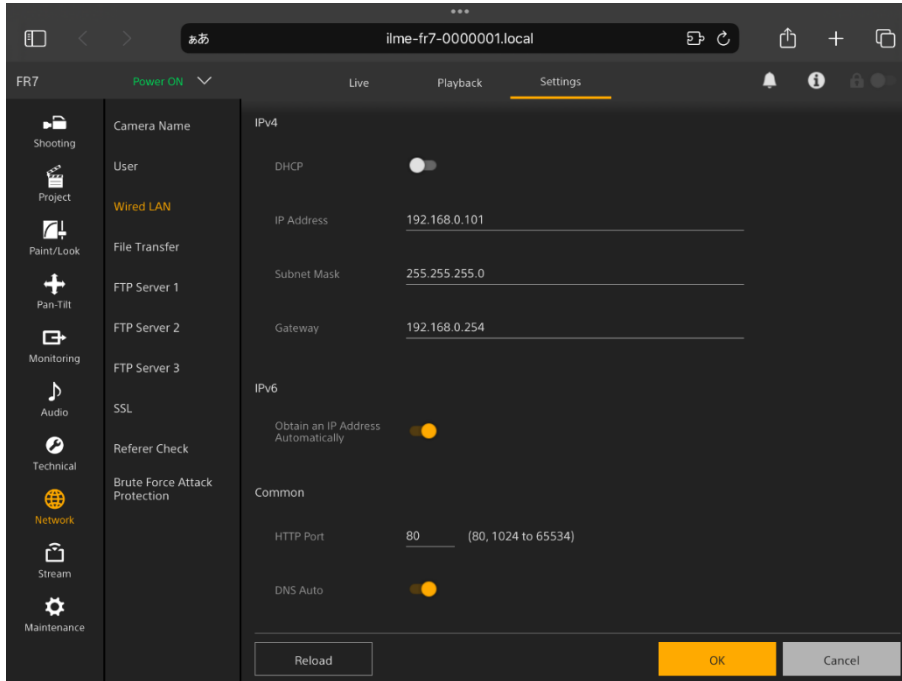 ぁあ
ilme-fr7-0000001.local
FR7
Power ON
Live
Playback
Settings
Shooting
Project
Paint/Look
Pan-Tilt
Monitoring
Audio
Technical
Network
Stream
Maintenance
Camera Name
User
Wired LAN
File Transfer
FTP Server 1
FTP Server 2
FTP Server 3
SSL
Referer Check
Brute Force Attack
Protection
IPv4
DHCP
IP Address
192.168.0.101
Subnet Mask
255.255.255.0
Gateway
192.168.0.254
IPv6
Obtain an IP Address
Automatically
Common
HTTP Port
80
(80, 1024 to 65534)
DNS Auto
Reload
OK
Cancel